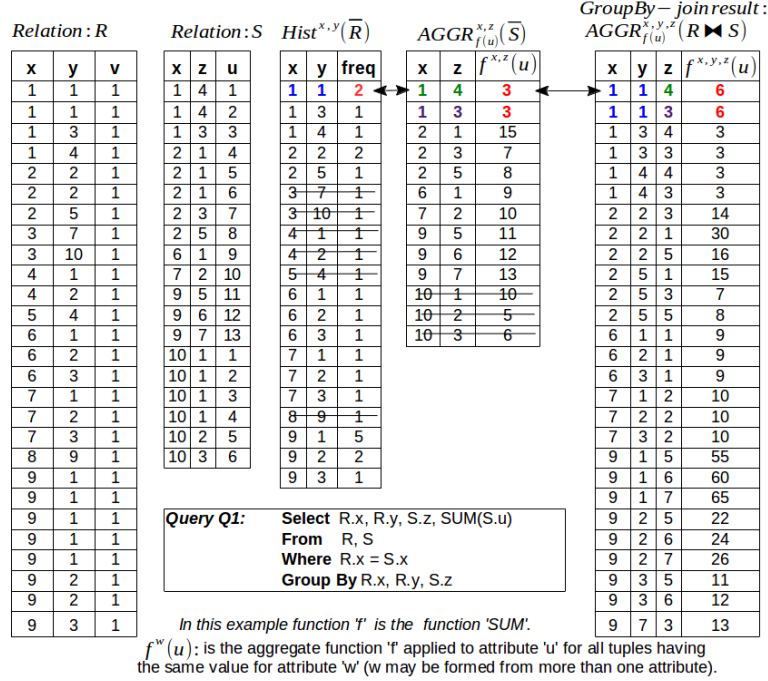 Relation : R
x y v
1 1 1
1 1 1
1 3 1
1 4 1
2 2 1
2 2 1
2 5 1
3 7 1
3 10 1
4 1 1
4 2 1
5 4 1
6 1 1
6 2 1
6 3 1
7 1 1
7 2 1
7 3 1
8 9 1
9 1 1
9 1 1
9 1 1
9 1 1
9 1 1
9 2 1
9 2 1
9 3 1
Relation : S
x z u
1 4 1
1 4 2
1 3 3
2 1 4
2 1 5
2 1 6
2 3 7
2 5 8
6 1 9
7 2 10
9 5 11
9 6 12
9 7 13
10 1 1
10 1 2
10 1 3
10 1 4
10 2 5
10 3 6
Hist^{x,y}(R̅)
x y freq
1 1 2
1 3 1
1 4 1
2 2 2
2 5 1
3 7 1
3 10 1
4 1 1
4 2 1
5 4 1
6 1 1
6 2 1
6 3 1
7 1 1
7 2 1
7 3 1
8 9 1
9 1 5
9 2 2
9 3 1
AGGR^{x,z}_{f(u)}(S̅)
x z f^{x,z}(u)
1 4 3
1 3 3
2 1 15
2 3 7
2 5 8
6 1 9
7 2 10
9 5 11
9 6 12
9 7 13
10 1 10
10 2 5
10 3 6
GroupBy − join result :
AGGR^{x,y,z}_{f(u)}(R ⋈ S)
x y z f^{x,y,z}(u)
1 1 4 6
1 1 3 6
1 3 4 3
1 3 3 3
1 4 4 3
1 4 3 3
2 2 3 14
2 2 1 30
2 2 5 16
2 5 1 15
2 5 3 7
2 5 5 8
6 1 1 9
6 2 1 9
6 3 1 9
7 1 2 10
7 2 2 10
7 3 2 10
9 1 5 55
9 1 6 60
9 1 7 65
9 2 5 22
9 2 6 24
9 2 7 26
9 3 5 11
9 3 6 12
9 7 3 13
Query Q1: Select R.x, R.y, S.z, SUM(S.u)
From R, S
Where R.x = S.x
Group By R.x, R.y, S.z
In this example function 'f' is the function 'SUM'.
f^w(u): is the aggregate function 'f' applied to attribute 'u' for all tuples having
the same value for attribute 'w' (w may be formed from more than one attribute).